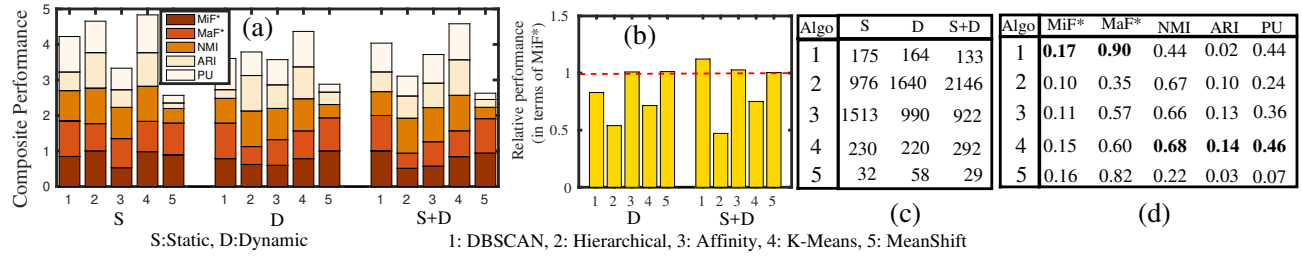 Composite Performance
5
4
3
2
1
0
(a)
MiF*
MaF*
NMI
ARI
PU
1 2 3 4 5 1 2 3 4 5 1 2 3 4 5
S D S+D
S:Static, D:Dynamic
Relative performance
(in terms of MiF*)
1.5
1
0.5
0
(b)
1 2 3 4 5 1 2 3 4 5
D S+D
1: DBSCAN, 2: Hierarchical, 3: Affinity, 4: K-Means, 5: MeanShift
Algo S D S+D
1 175 164 133
2 976 1640 2146
3 1513 990 922
4 230 220 292
5 32 58 29
(c)
Algo MiF* MaF* NMI ARI PU
1 0.17 0.90 0.44 0.02 0.44
2 0.10 0.35 0.67 0.10 0.24
3 0.11 0.57 0.66 0.13 0.36
4 0.15 0.60 0.68 0.14 0.46
5 0.16 0.82 0.22 0.03 0.07
(d)